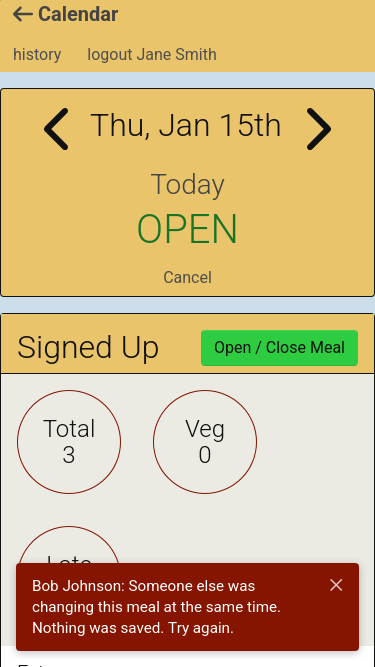 Calendar
history logout Jane Smith
Thu, Jan 15th
Today
OPEN
Cancel
Signed Up
Open / Close Meal
Total
3
Veg
0
Late
Bob Johnson: Someone else was
changing this meal at the same time.
Nothing was saved. Try again.